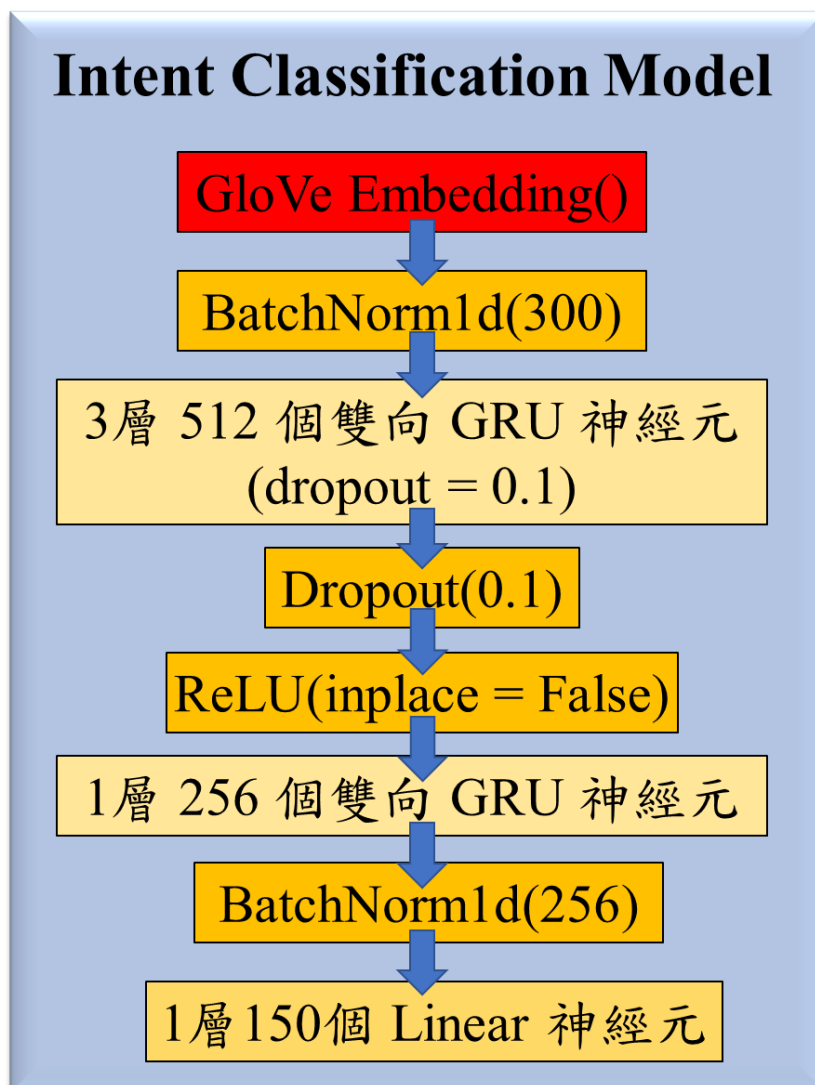 Intent Classification Model
GloVe Embedding()
BatchNorm1d(300)
3層 512 個雙向 GRU 神經元
(dropout = 0.1)
Dropout(0.1)
ReLU(inplace = False)
1層 256 個雙向 GRU 神經元
BatchNorm1d(256)
1層150個 Linear 神經元